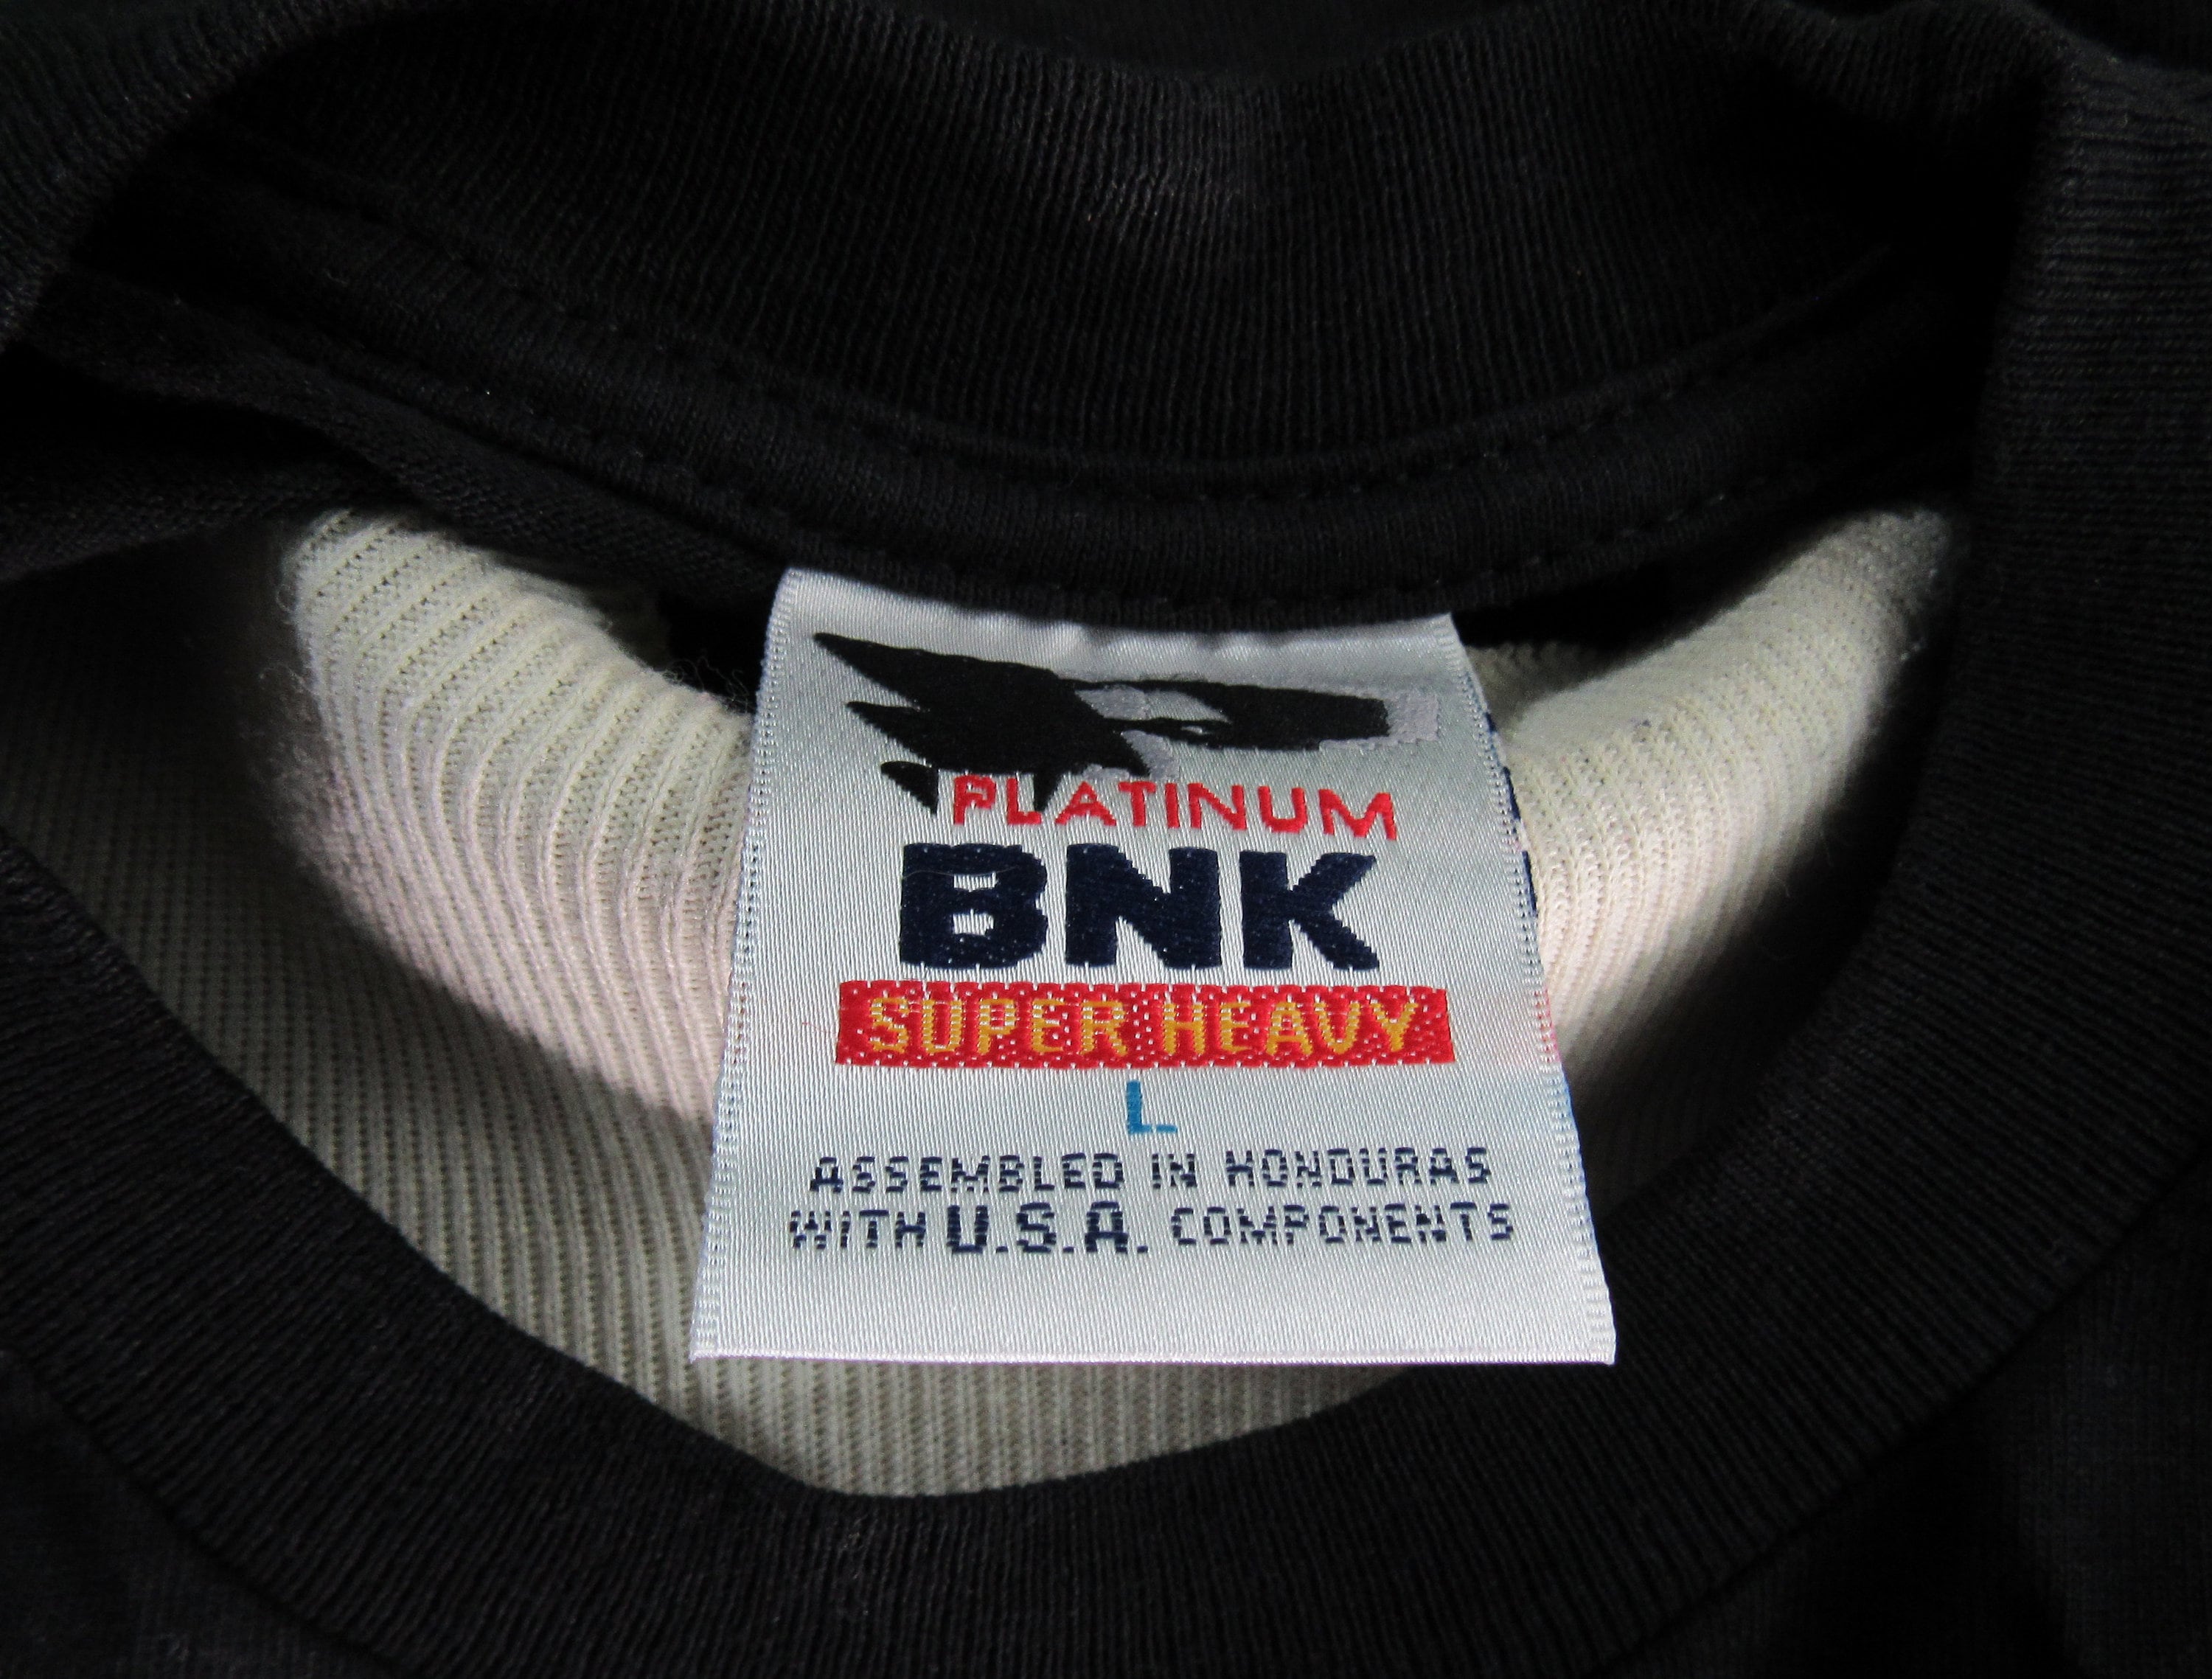 PLATINUM
BNK
SUPER HEAVY
L
ASSEMBLED IN HONDURAS
WITH U.S.A. COMPONENTS